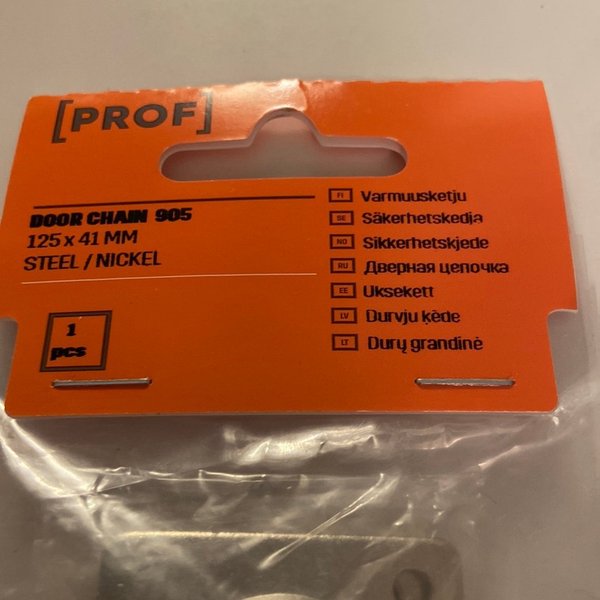 [PROF]
DOOR CHAIN 905
125 x 41 MM
STEEL / NICKEL
1
pcs
FI Varmuusketju
SE Säkerhetskedja
NO Sikkerhetskjede
RU Дверная цепочка
EE Uksekett
LV Durvju ķēde
LT Durų grandinė